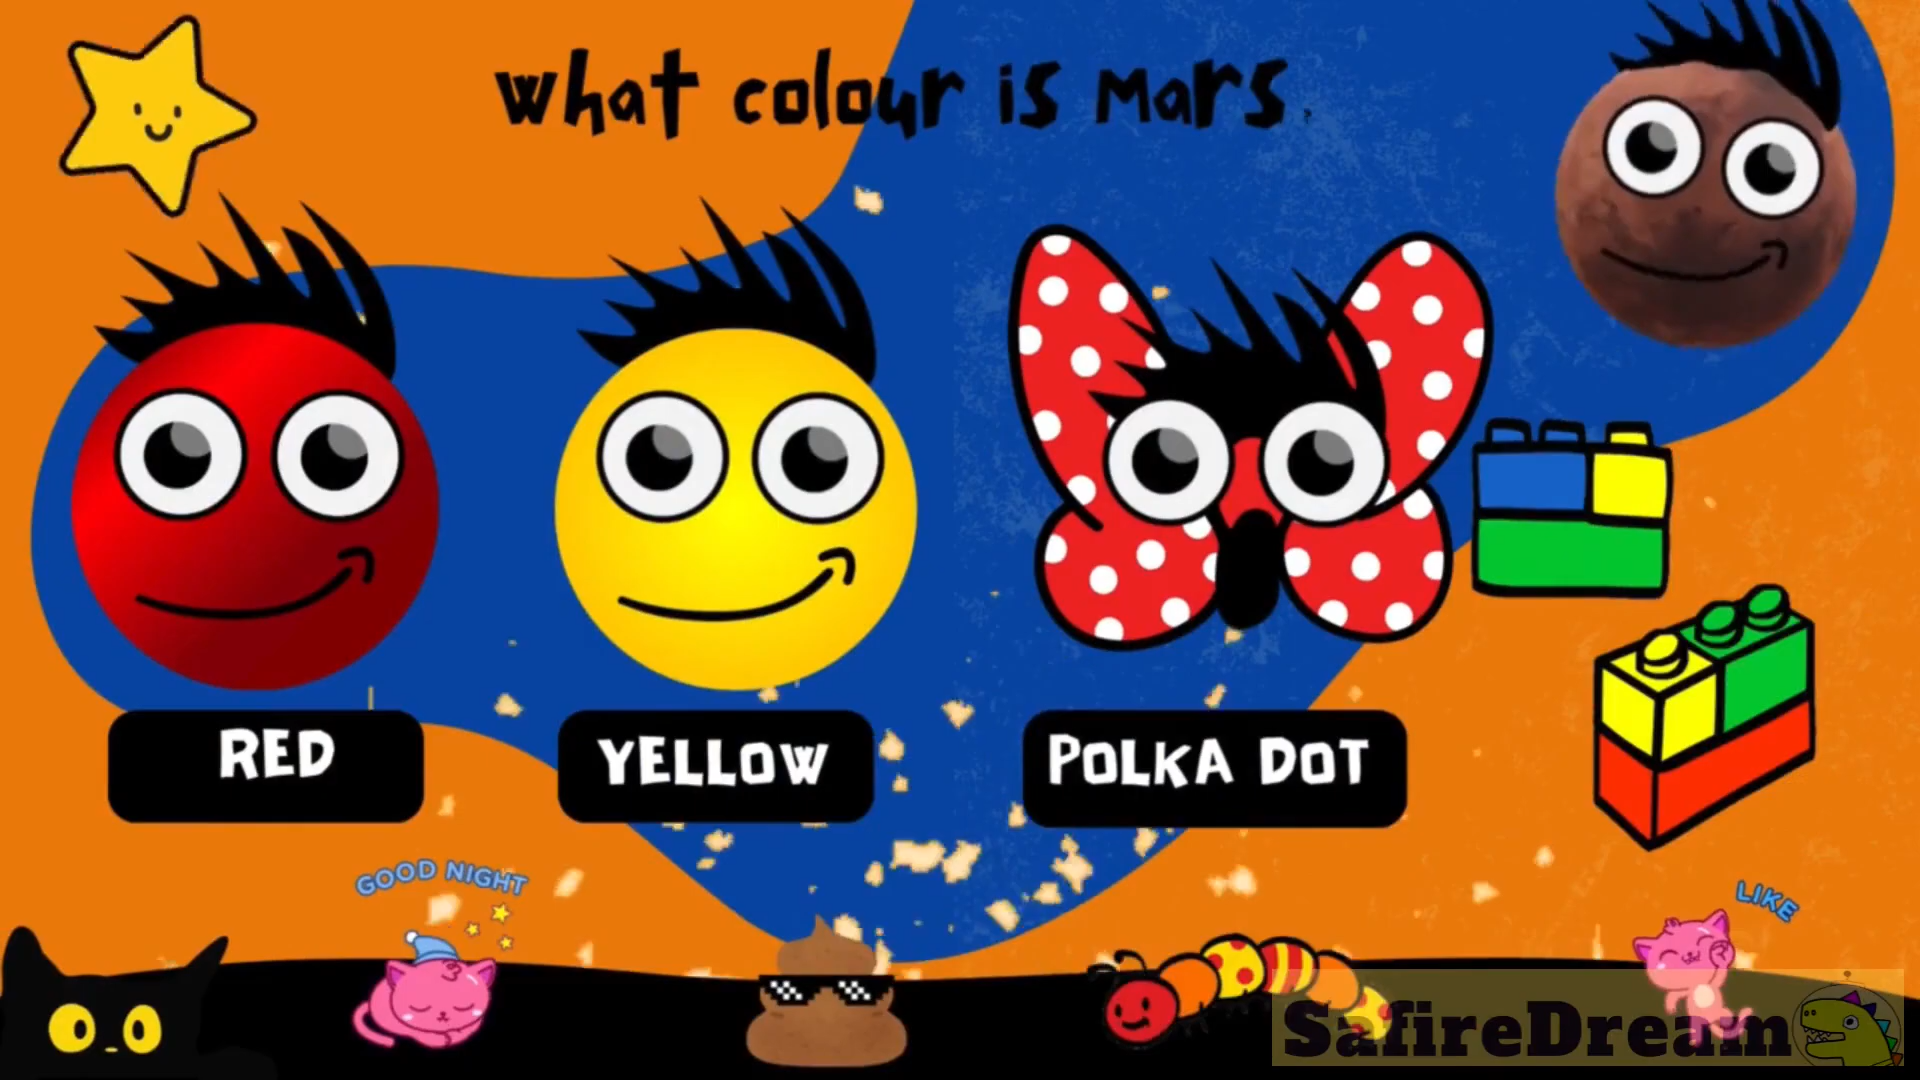 what colour is mars.
RED
YELLOW
POLKA DOT
GOOD NIGHT
LIKE
SafireDream